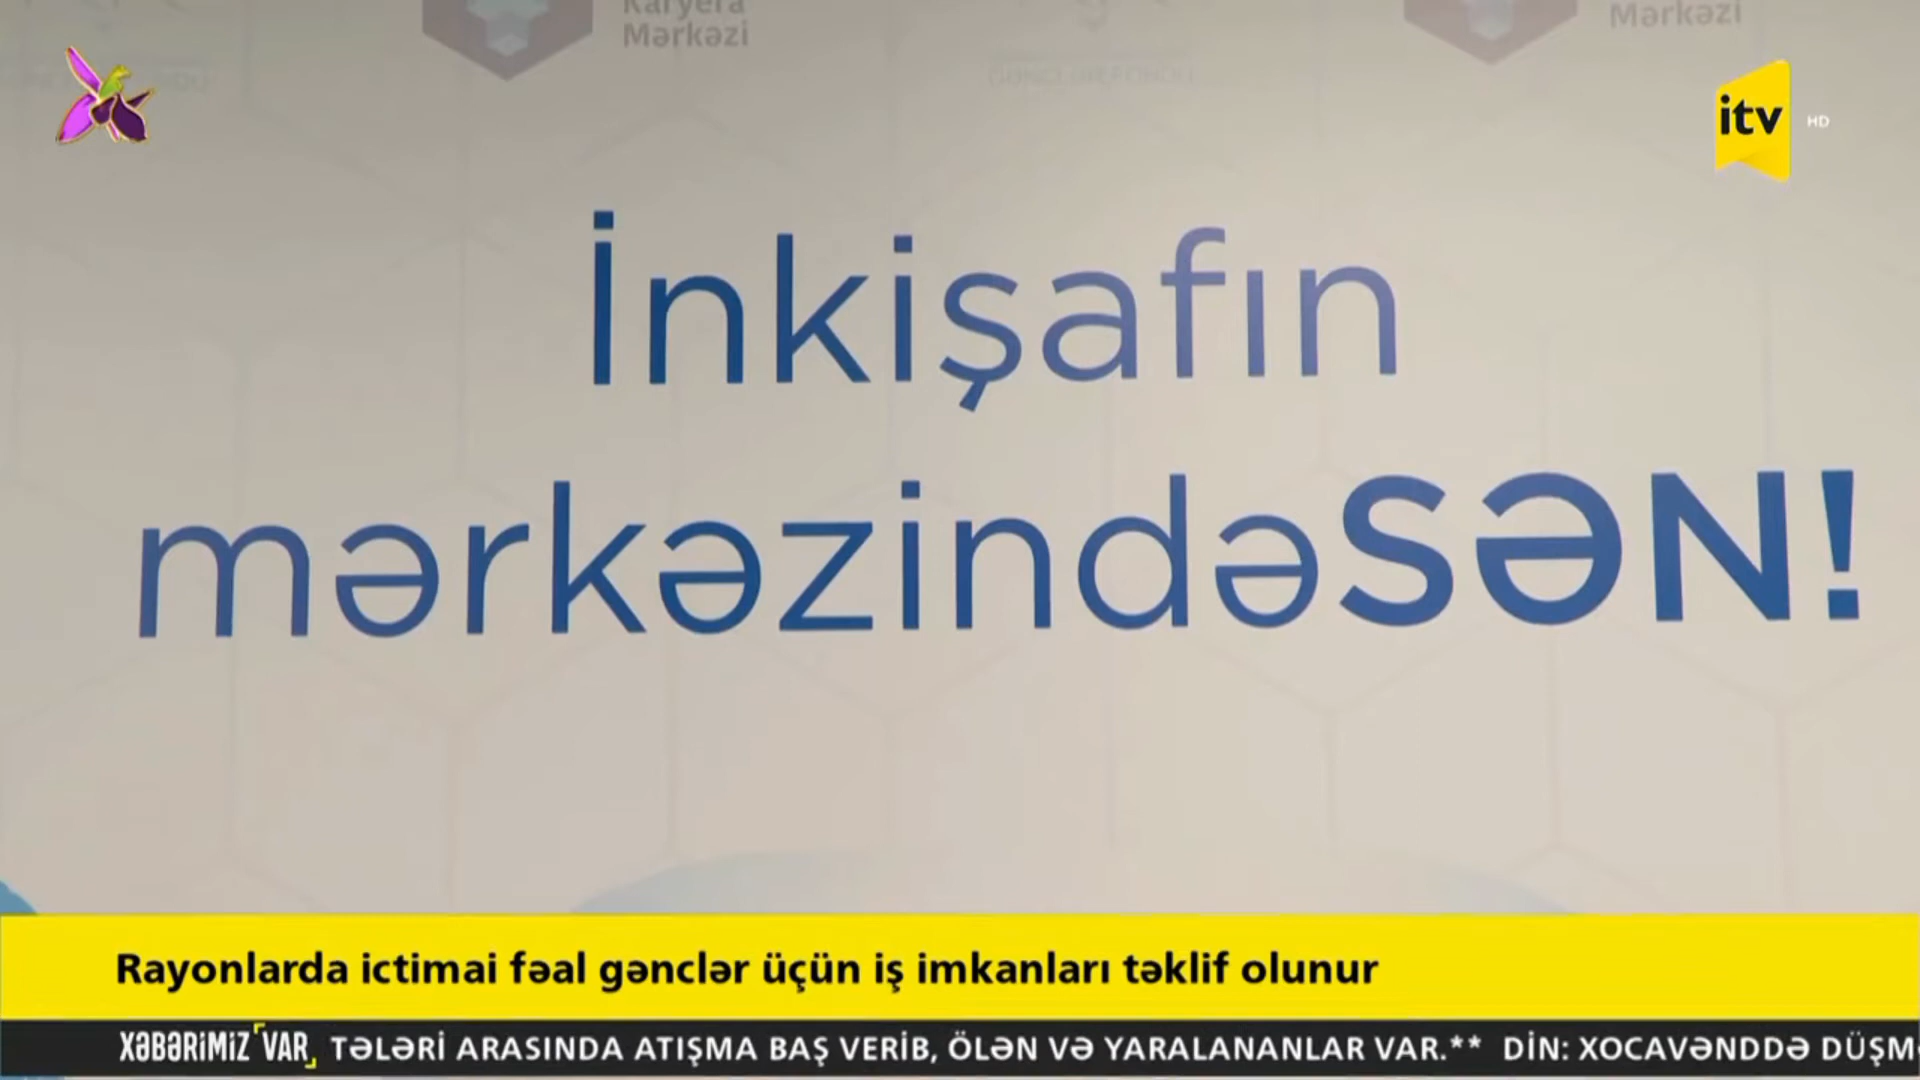 Karyera
Mərkəzi
Mərkəzi
itv HD
İnkişafın
mərkəzindəSƏN!
Rayonlarda ictimai fəal gənclər üçün iş imkanları təklif olunur
XƏBƏRİMİZ VAR TƏLƏRİ ARASINDA ATIŞMA BAŞ VERİB, ÖLƏN VƏ YARALANANLAR VAR.** DİN: XOCAVƏNDDƏ DÜŞM